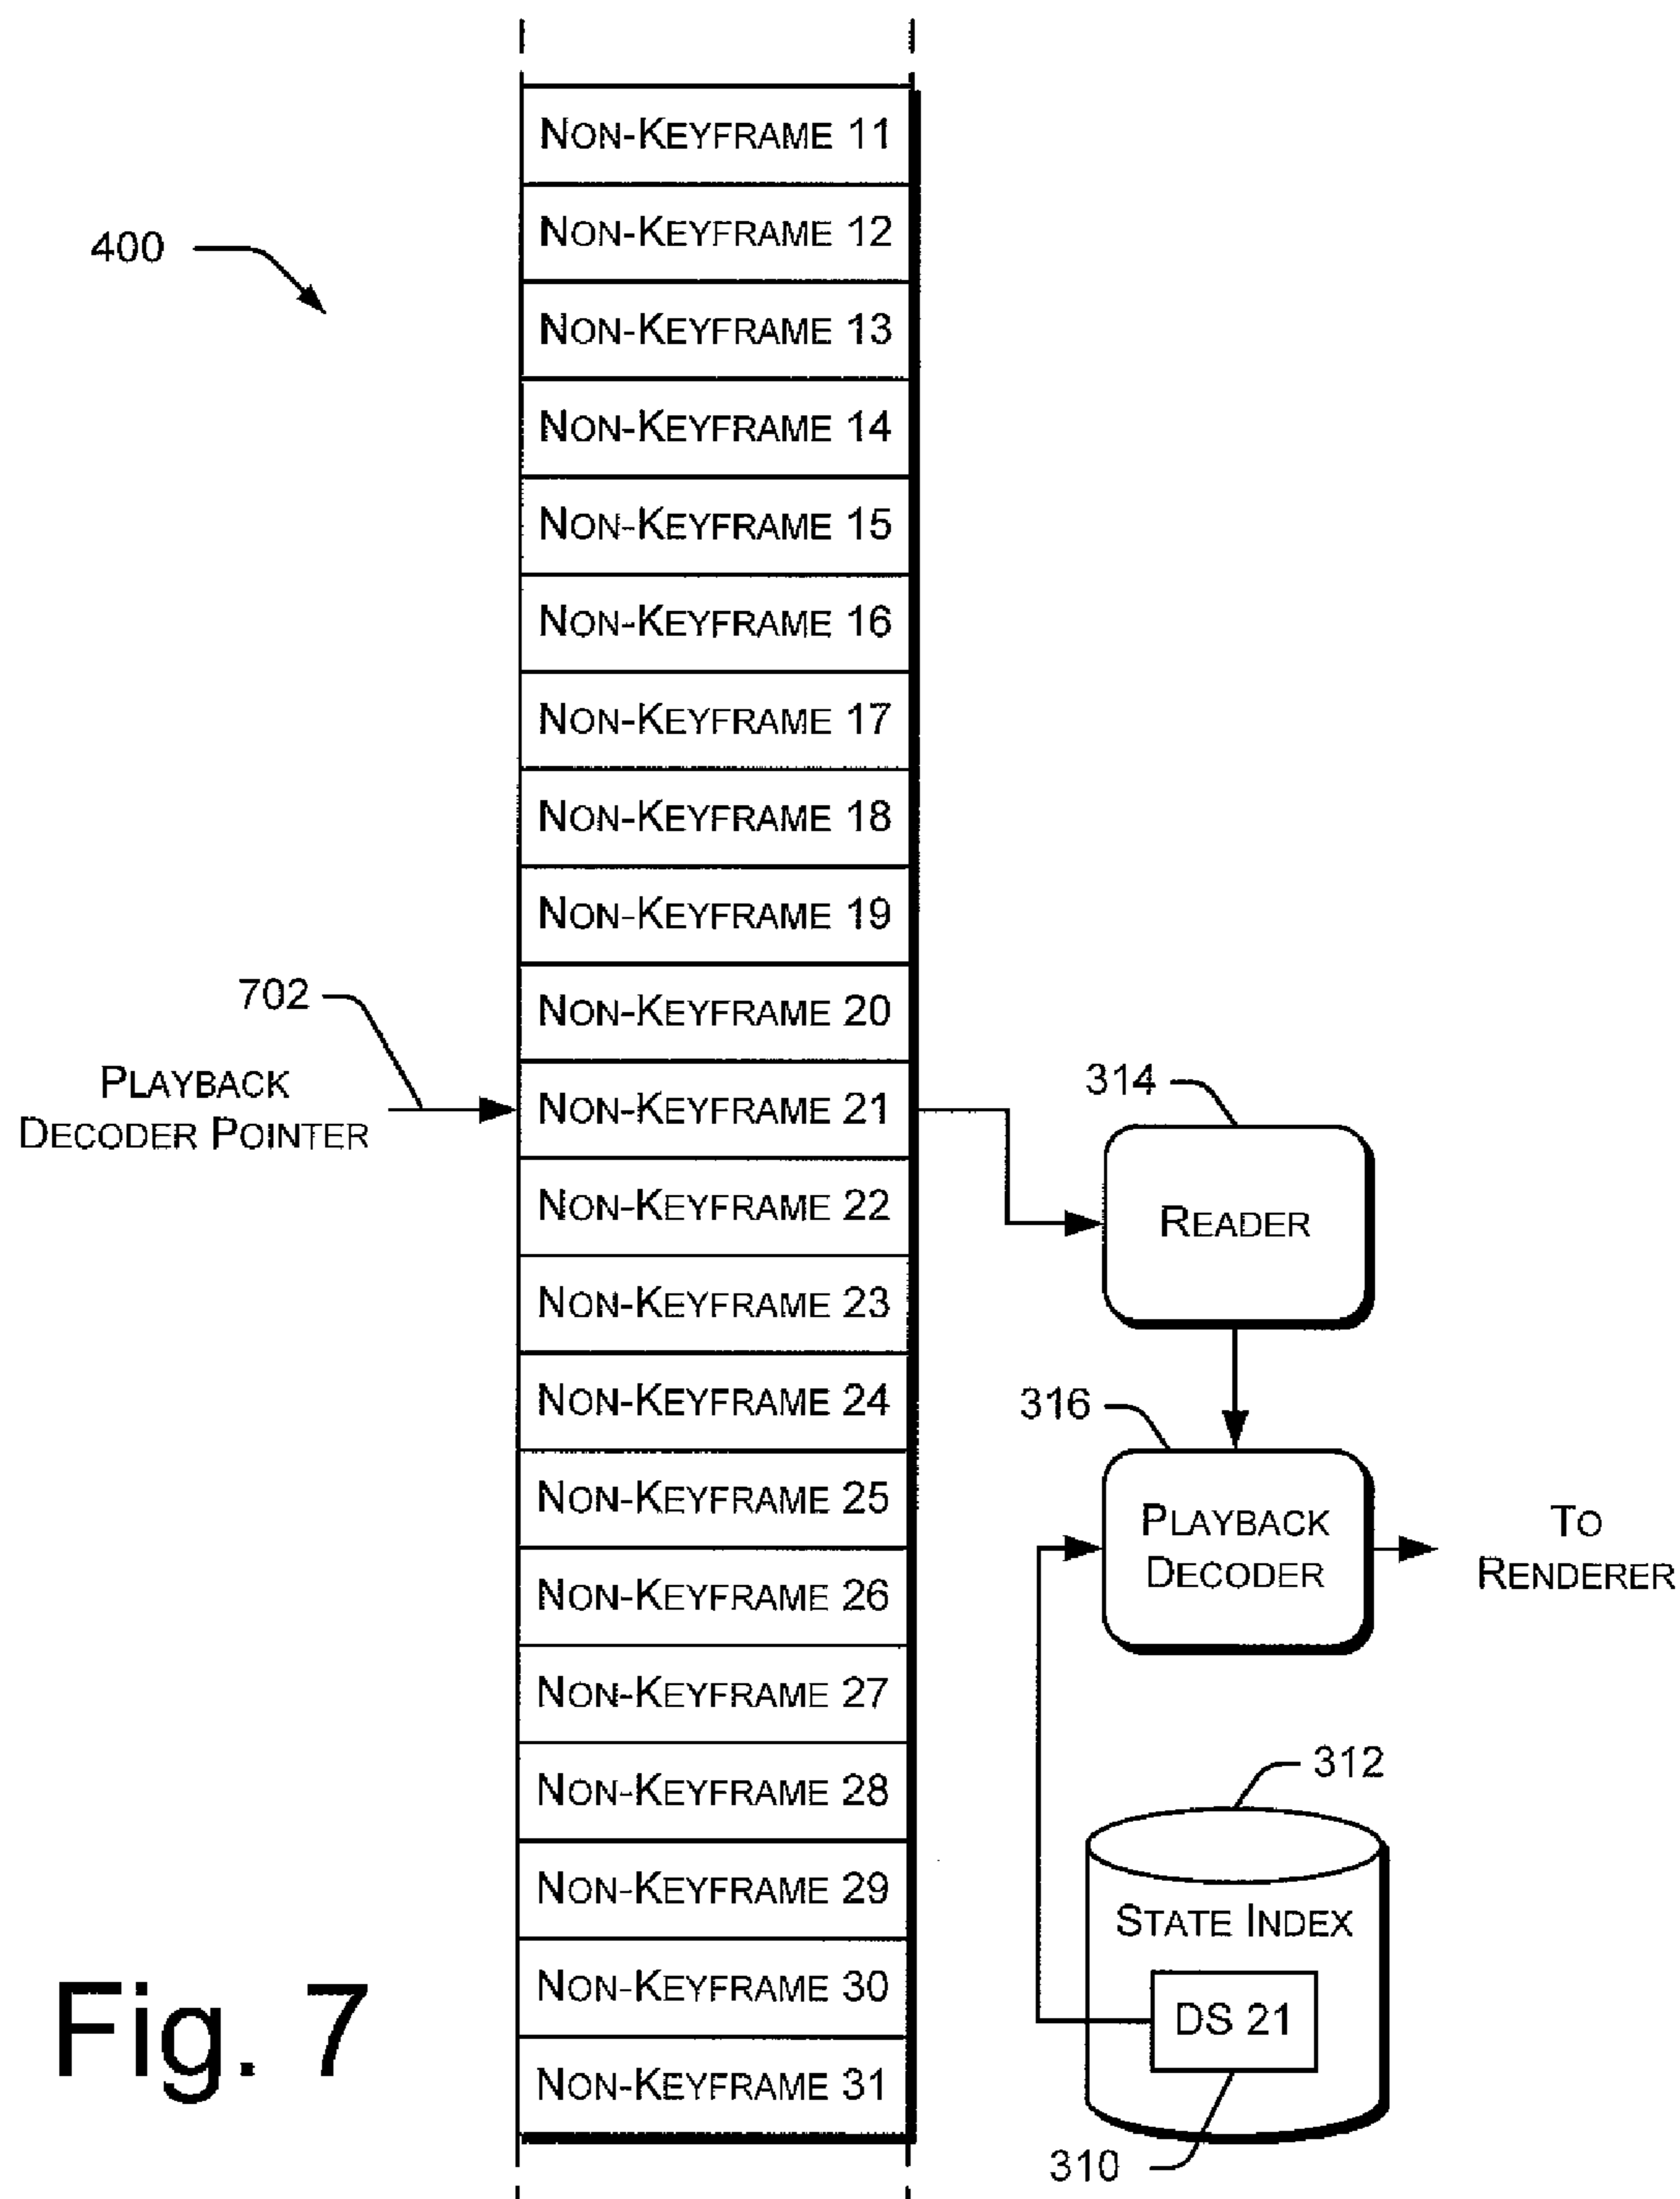 NON-KEYFRAME 11
NON-KEYFRAME 12
400
NON-KEYFRAME 13
NON-KEYFRAME 14
NON-KEYFRAME 15
NON-KEYFRAME 16
NON-KEYFRAME 17
NON-KEYFRAME 18
NON-KEYFRAME 19
702
NON-KEYFRAME 20
PLAYBACK
DECODER POINTER
NON-KEYFRAME 21
314
NON-KEYFRAME 22
READER
NON-KEYFRAME 23
NON-KEYFRAME 24
316
NON-KEYFRAME 25
PLAYBACK
DECODER
TO
RENDERER
NON-KEYFRAME 26
NON-KEYFRAME 27
NON-KEYFRAME 28
312
NON-KEYFRAME 29
STATE INDEX
NON-KEYFRAME 30
DS 21
NON-KEYFRAME 31
310
Fig. 7